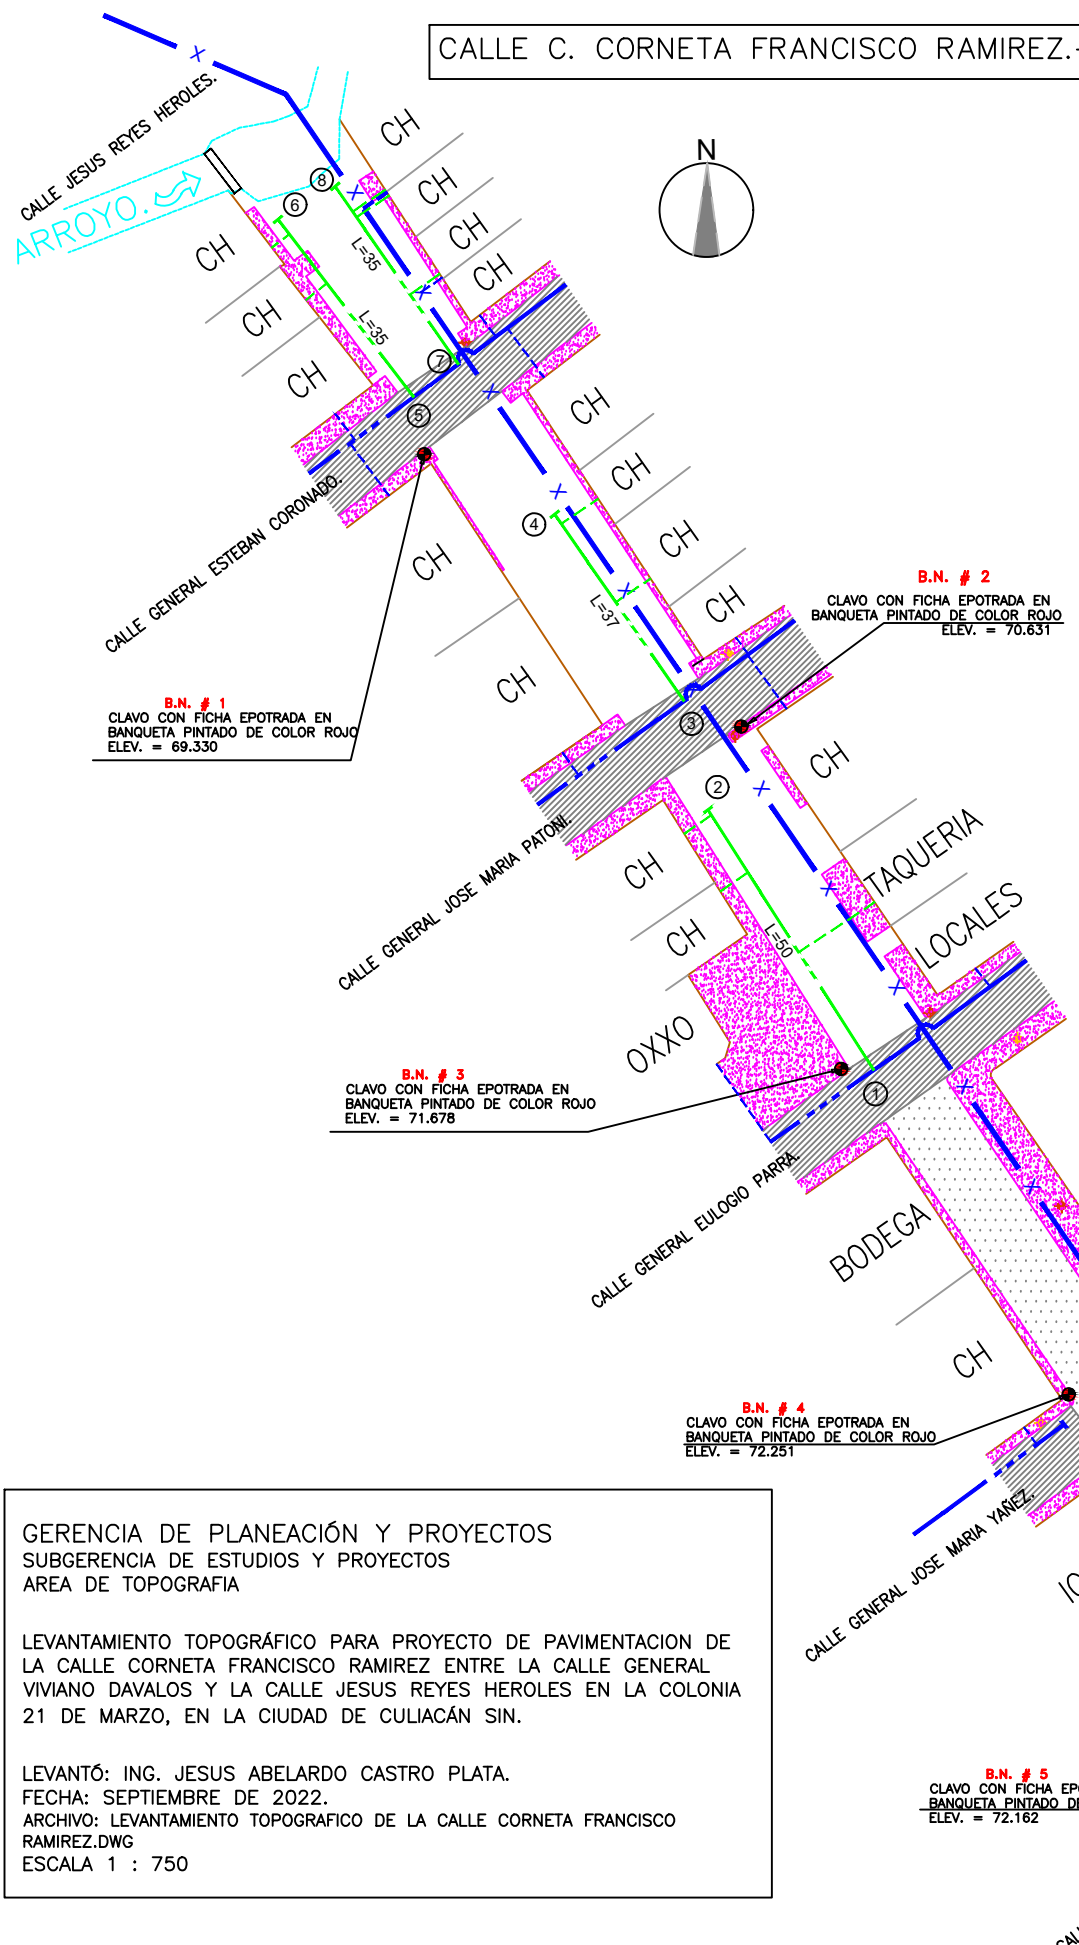 CALLE C. CORNETA FRANCISCO RAMIREZ.-
N
CALLE JESUS REYES HEROLES.
ARROYO.
CH
CH
CH
CH
CH
CH
CH
8
6
L=35
L=35
7
5
CH
CH
CH
CH
4
L=37
CALLE GENERAL ESTEBAN CORONADO.
CH
CH
B.N. # 2
CLAVO CON FICHA EPOTRADA EN
BANQUETA PINTADO DE COLOR ROJO
ELEV. = 70.631
B.N. # 1
CLAVO CON FICHA EPOTRADA EN
BANQUETA PINTADO DE COLOR ROJO
ELEV. = 69.330
3
2
CH
TAQUERIA
LOCALES
CALLE GENERAL JOSE MARIA PATONI.
CH
CH
L=50
OXXO
B.N. # 3
CLAVO CON FICHA EPOTRADA EN
BANQUETA PINTADO DE COLOR ROJO
ELEV. = 71.678
1
CALLE GENERAL EULOGIO PARRA.
BODEGA
CH
B.N. # 4
CLAVO CON FICHA EPOTRADA EN
BANQUETA PINTADO DE COLOR ROJO
ELEV. = 72.251
CALLE GENERAL JOSE MARIA YAÑEZ.
GERENCIA DE PLANEACIÓN Y PROYECTOS
SUBGERENCIA DE ESTUDIOS Y PROYECTOS
AREA DE TOPOGRAFIA
LEVANTAMIENTO TOPOGRÁFICO PARA PROYECTO DE PAVIMENTACION DE
LA CALLE CORNETA FRANCISCO RAMIREZ ENTRE LA CALLE GENERAL
VIVIANO DAVALOS Y LA CALLE JESUS REYES HEROLES EN LA COLONIA
21 DE MARZO, EN LA CIUDAD DE CULIACÁN SIN.
LEVANTÓ: ING. JESUS ABELARDO CASTRO PLATA.
FECHA: SEPTIEMBRE DE 2022.
ARCHIVO: LEVANTAMIENTO TOPOGRAFICO DE LA CALLE CORNETA FRANCISCO
RAMIREZ.DWG
ESCALA 1 : 750
B.N. # 5
CLAVO CON FICHA
BANQUETA PINTADO
ELEV. = 72.162